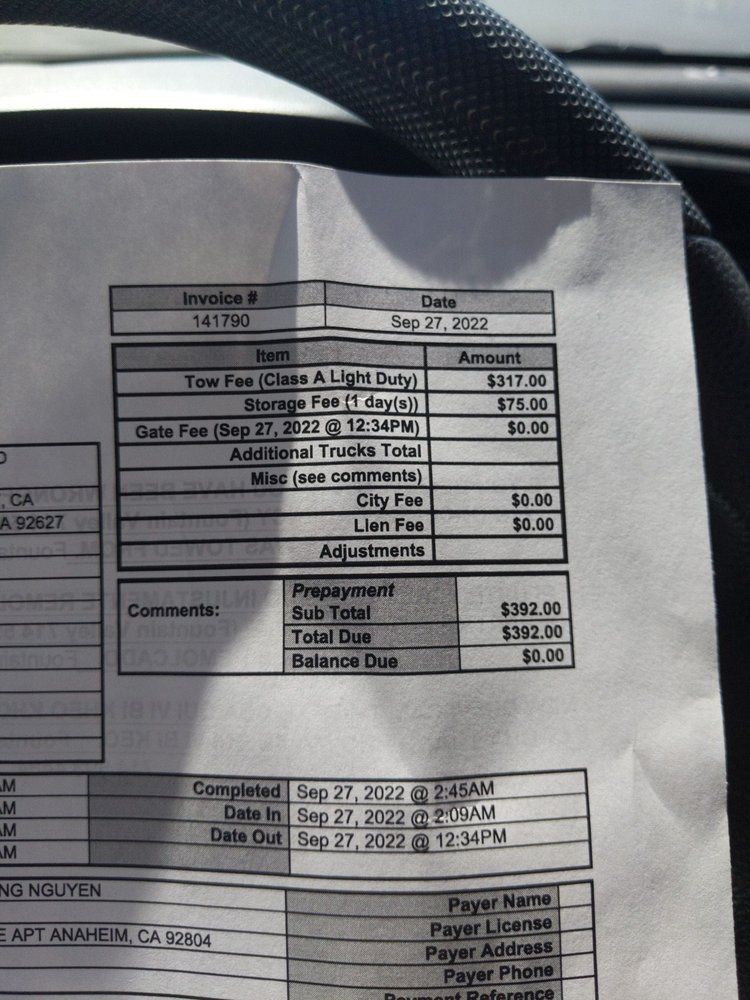 Invoice # Date
141790 Sep 27, 2022
Item Amount
Tow Fee (Class A Light Duty) $317.00
Storage Fee (1 day(s)) $75.00
Gate Fee (Sep 27, 2022 @ 12:34PM) $0.00
Additional Trucks Total
Misc (see comments)
City Fee $0.00
Lien Fee $0.00
Adjustments
, CA
A 92627
Comments:
Prepayment
Sub Total $392.00
Total Due $392.00
Balance Due $0.00
AM Completed Sep 27, 2022 @ 2:45AM
AM Date In Sep 27, 2022 @ 2:09AM
AM Date Out Sep 27, 2022 @ 12:34PM
AM
NG NGUYEN Payer Name
Payer License
E APT ANAHEIM, CA 92804 Payer Address
Payer Phone
Payment Reference